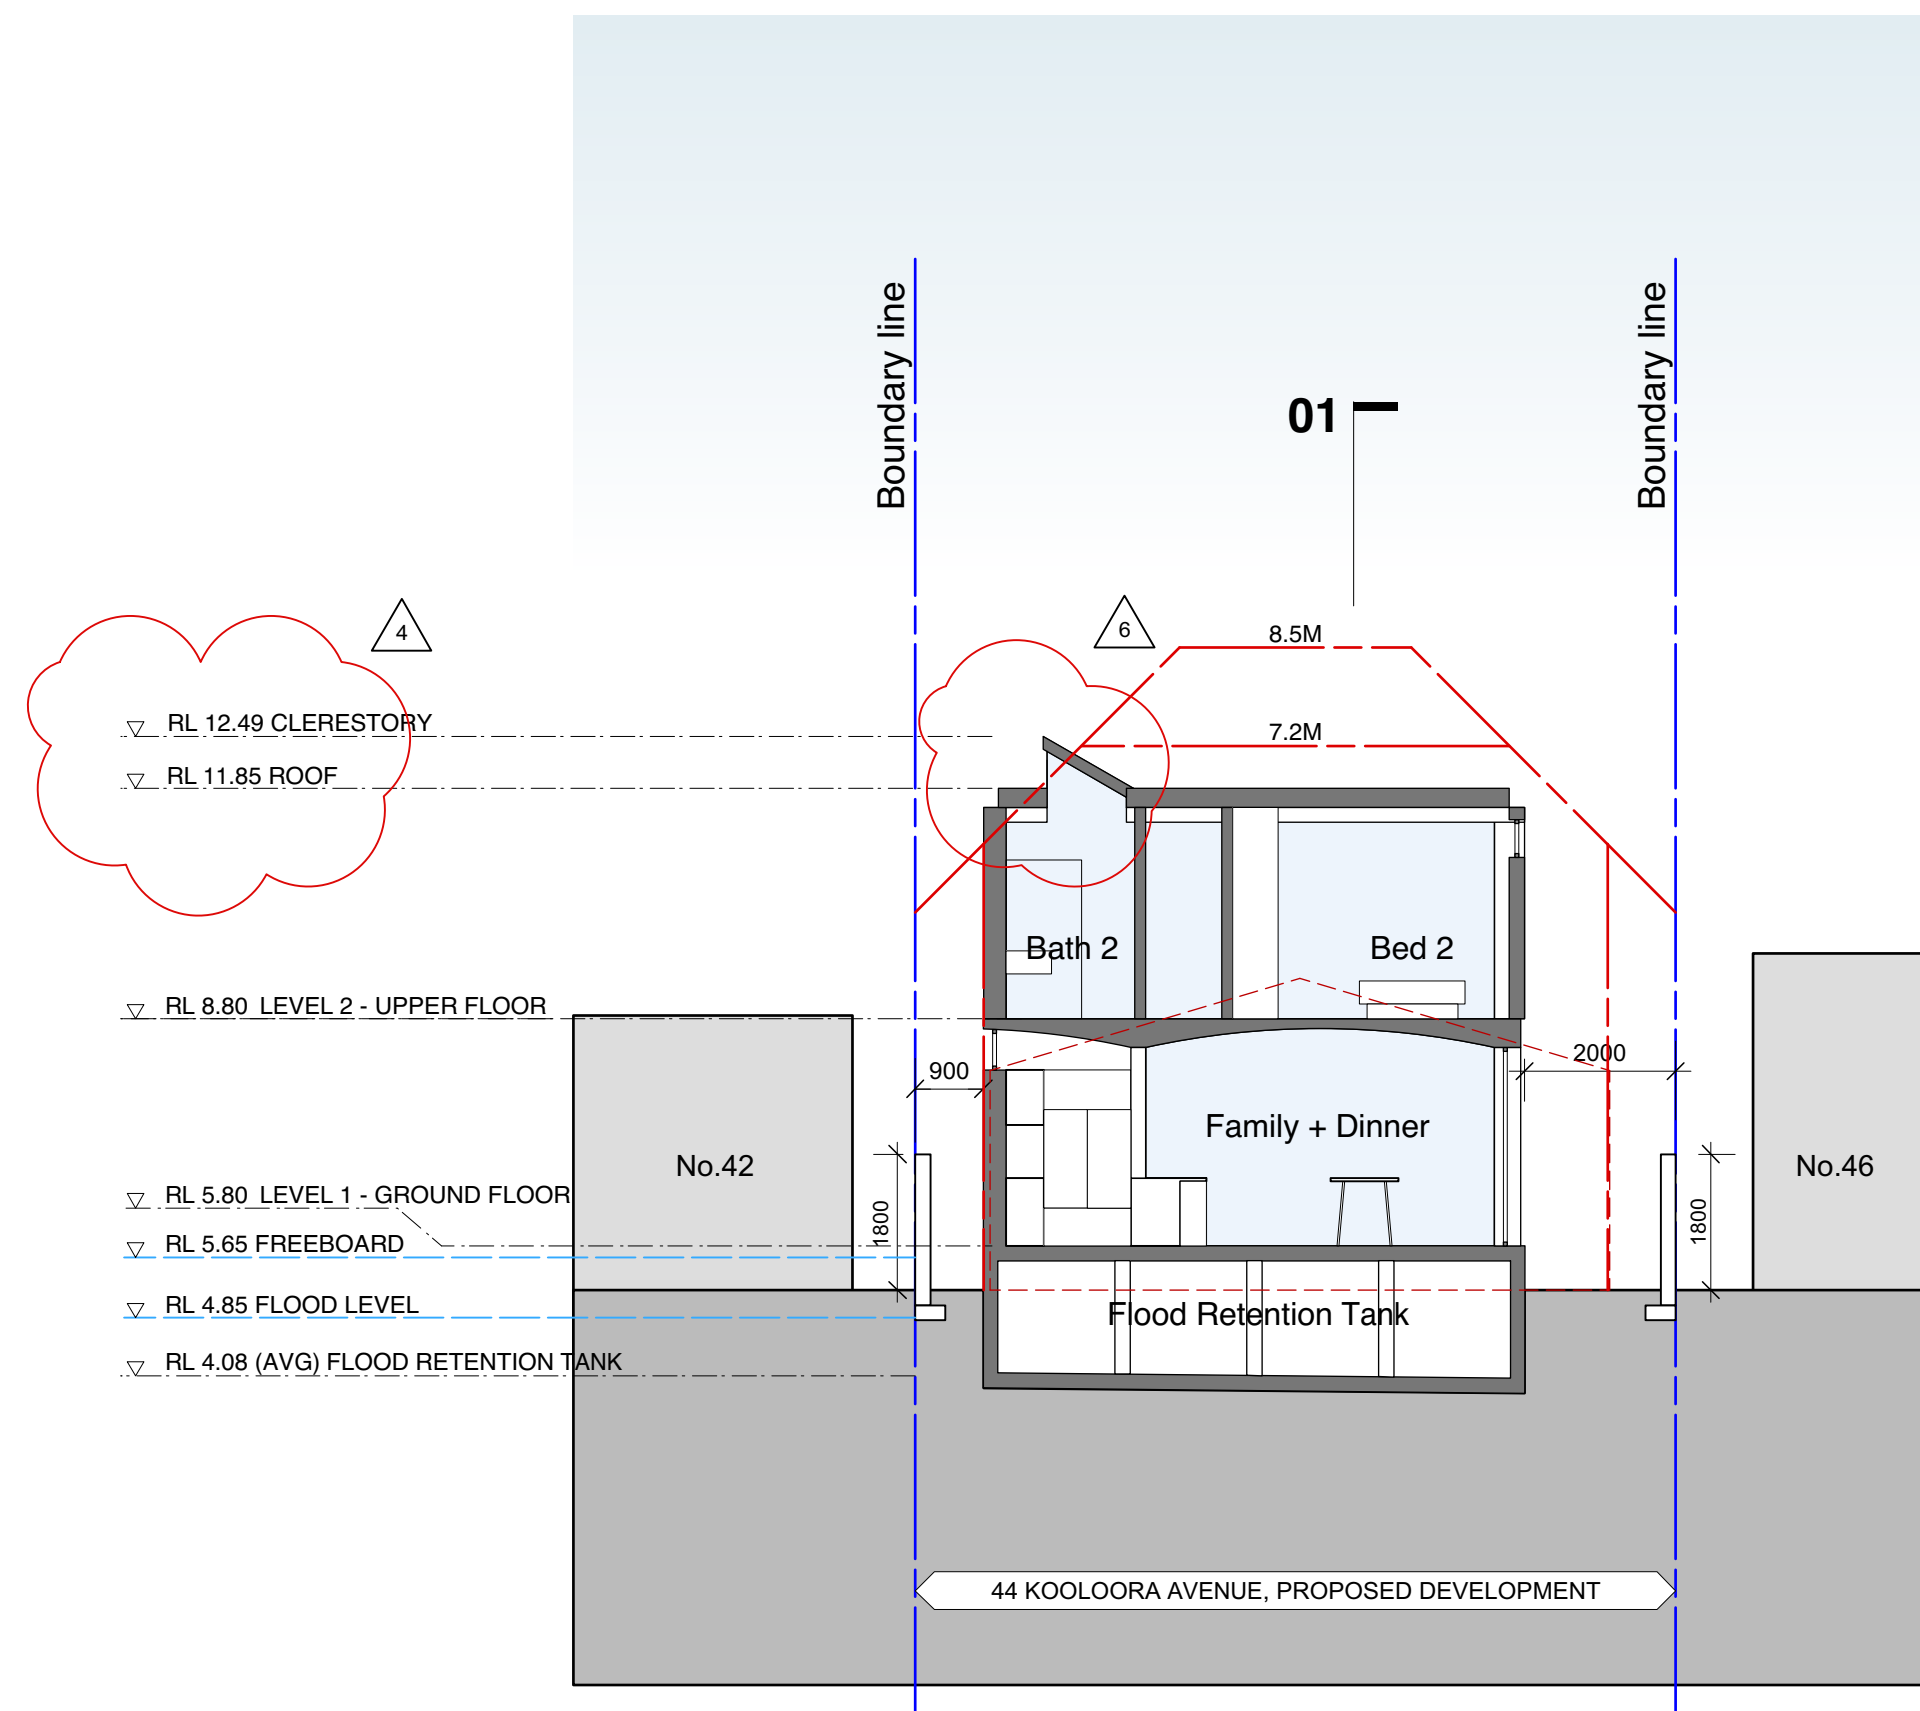 Boundary line
Boundary line
01
4
6
8.5M
RL 12.49 CLERESTORY
7.2M
RL 11.85 ROOF
Bath 2
Bed 2
RL 8.80 LEVEL 2 - UPPER FLOOR
900
2000
Family + Dinner
No.42
No.46
RL 5.80 LEVEL 1 - GROUND FLOOR
1800
1800
RL 5.65 FREEBOARD
RL 4.85 FLOOD LEVEL
Flood Retention Tank
RL 4.08 (AVG) FLOOD RETENTION TANK
44 KOOLOORA AVENUE, PROPOSED DEVELOPMENT